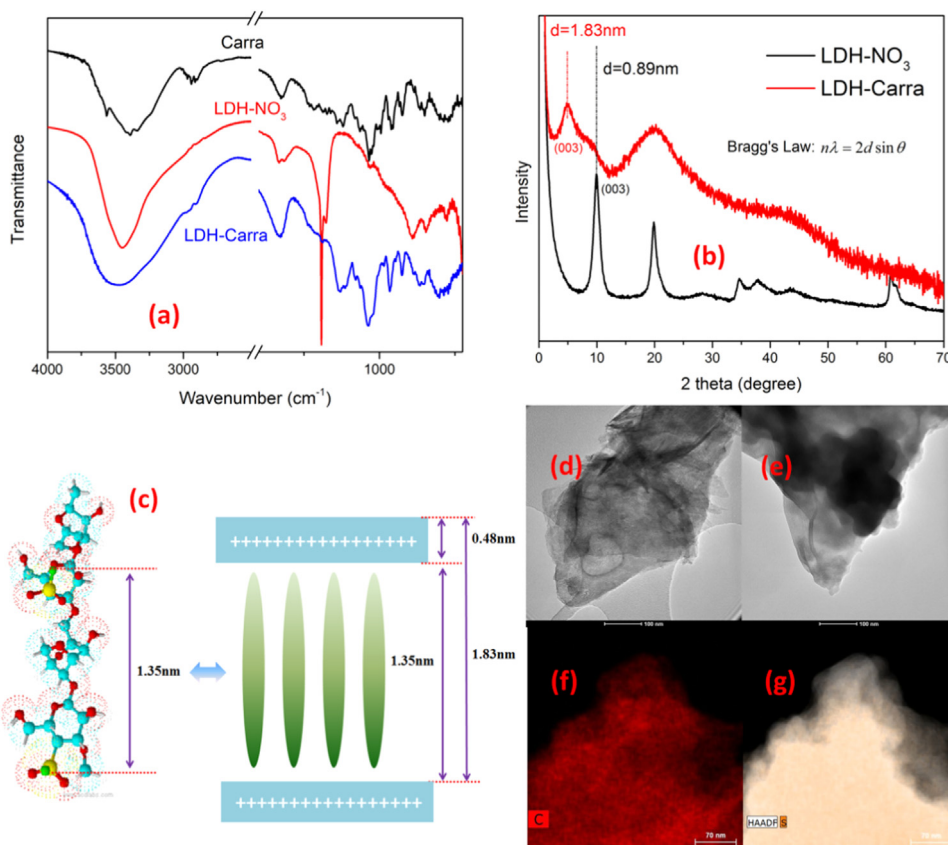 Carra
LDH-NO₃
LDH-Carra
(a)
Transmittance
4000 3500 3000 1000
Wavenumber (cm⁻¹)
d=1.83nm
d=0.89nm
LDH-NO₃
LDH-Carra
(003)
(003)
Bragg's Law: nλ = 2d sin θ
(b)
Intensity
0 10 20 30 40 50 60 70
2 theta (degree)
(c)
1.35nm
++++++++++++++++
0.48nm
1.35nm
1.83nm
++++++++++++++++
(d)
100 nm
(e)
100 nm
(f)
C
70 nm
(g)
HAADF S
70 nm